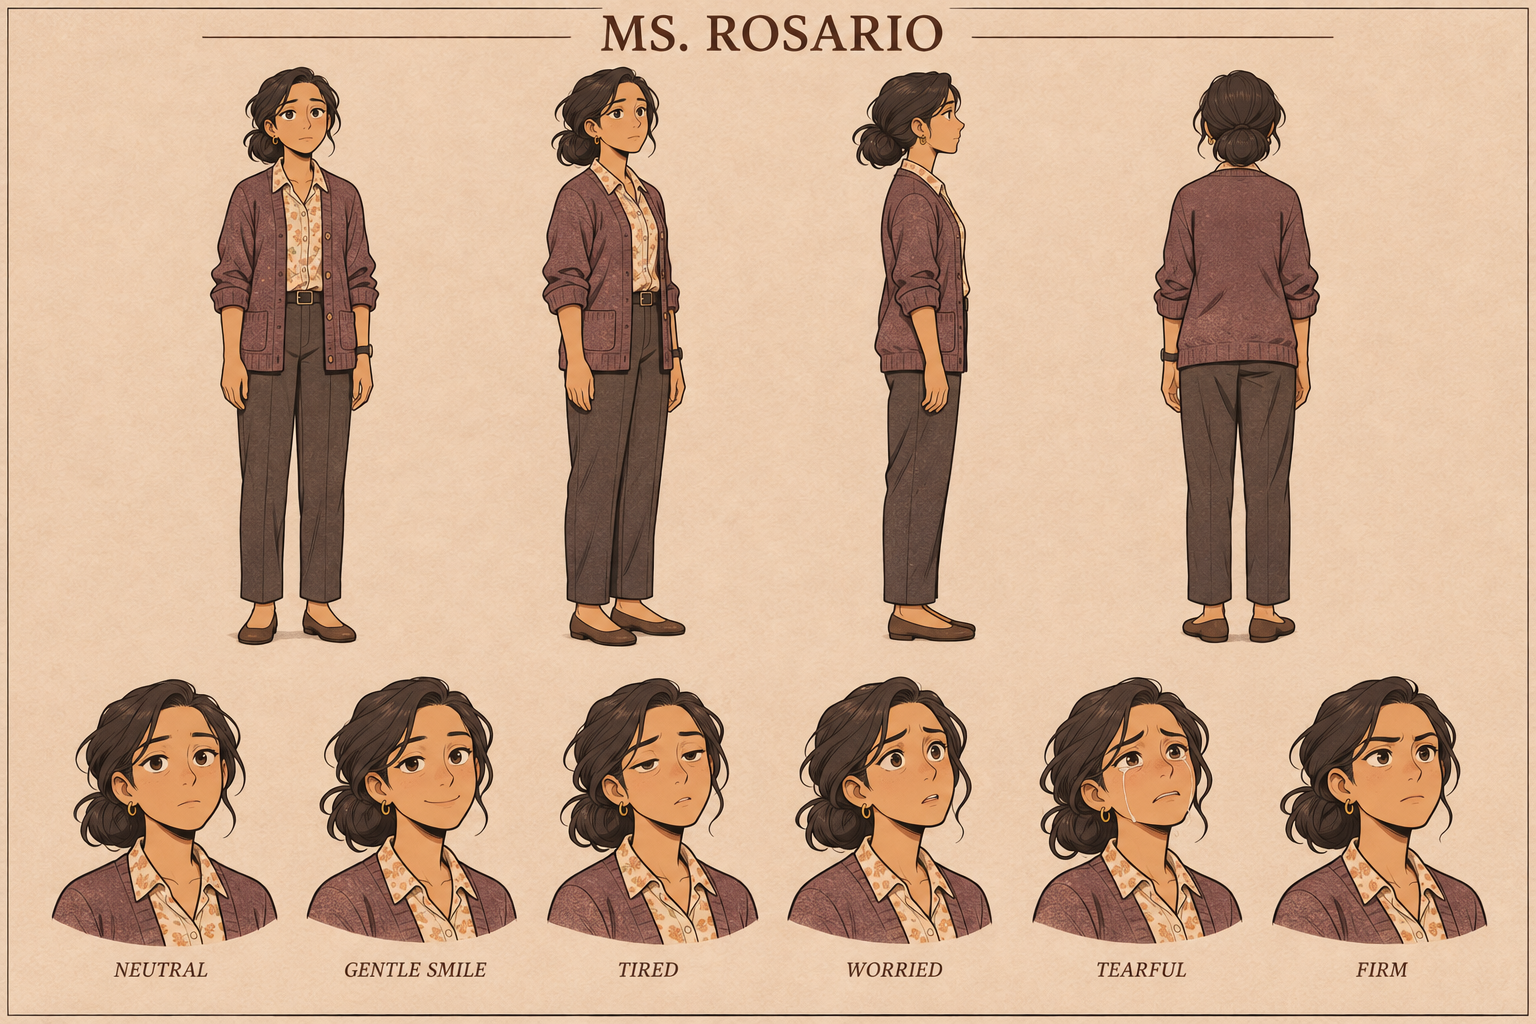 MS. ROSARIO
NEUTRAL
GENTLE SMILE
TIRED
WORRIED
TEARFUL
FIRM